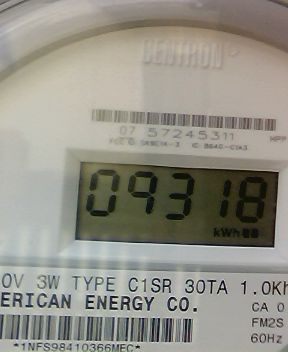 CENTRON®
07 57245311
09318
kWh
0V 3W TYPE C1SR 30TA 1.0Kh
ERICAN ENERGY CO.
CA 0
FM2S
60Hz
*1NFS98410366MEC*